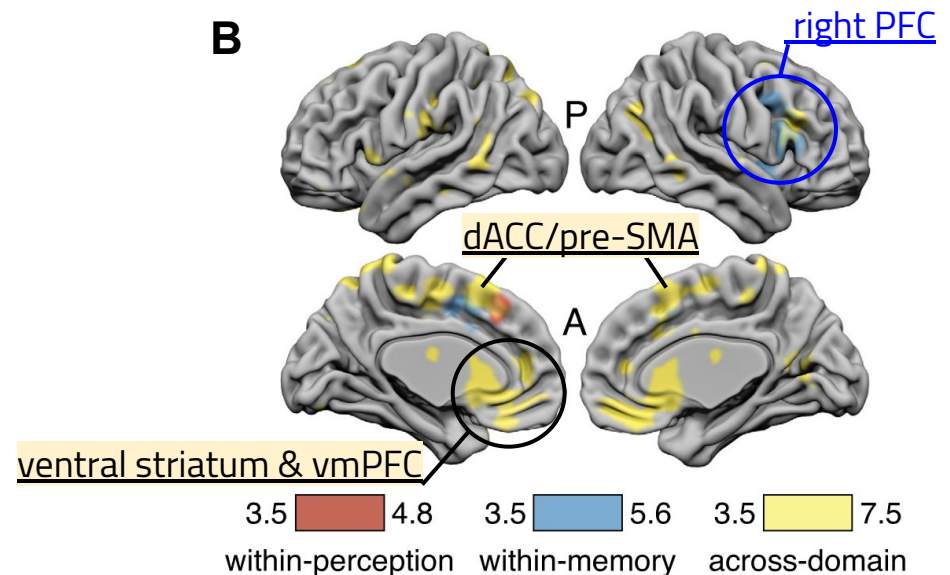 B
right PFC
P
dACC/pre-SMA
A
ventral striatum & vmPFC
3.5 4.8 3.5 5.6 3.5 7.5
within-perception within-memory across-domain